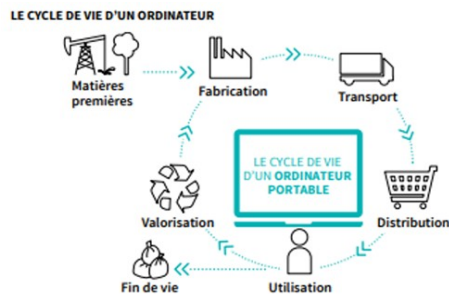 LE CYCLE DE VIE D'UN ORDINATEUR
Matières
premières
Fabrication
Transport
LE CYCLE DE VIE
D'UN ORDINATEUR
PORTABLE
Valorisation
Distribution
Fin de vie
Utilisation